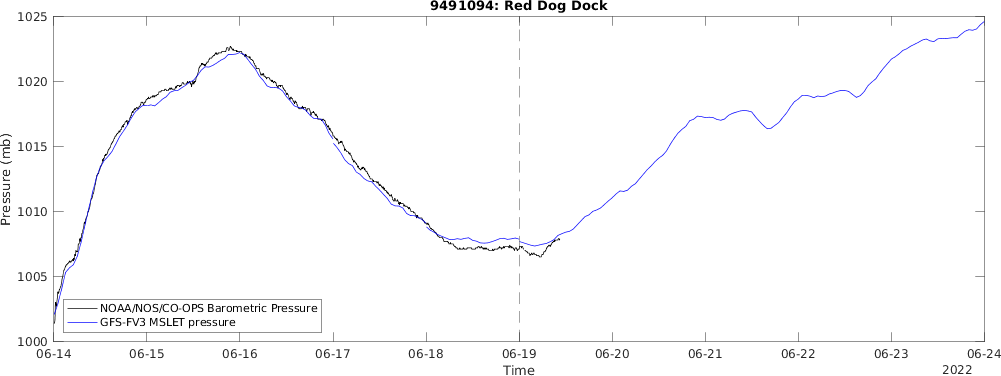 9491094: Red Dog Dock
Pressure (mb)
1025
1020
1015
1010
1005
1000
NOAA/NOS/CO-OPS Barometric Pressure
GFS-FV3 MSLET pressure
06-14 06-15 06-16 06-17 06-18 06-19 06-20 06-21 06-22 06-23 06-24
Time
2022